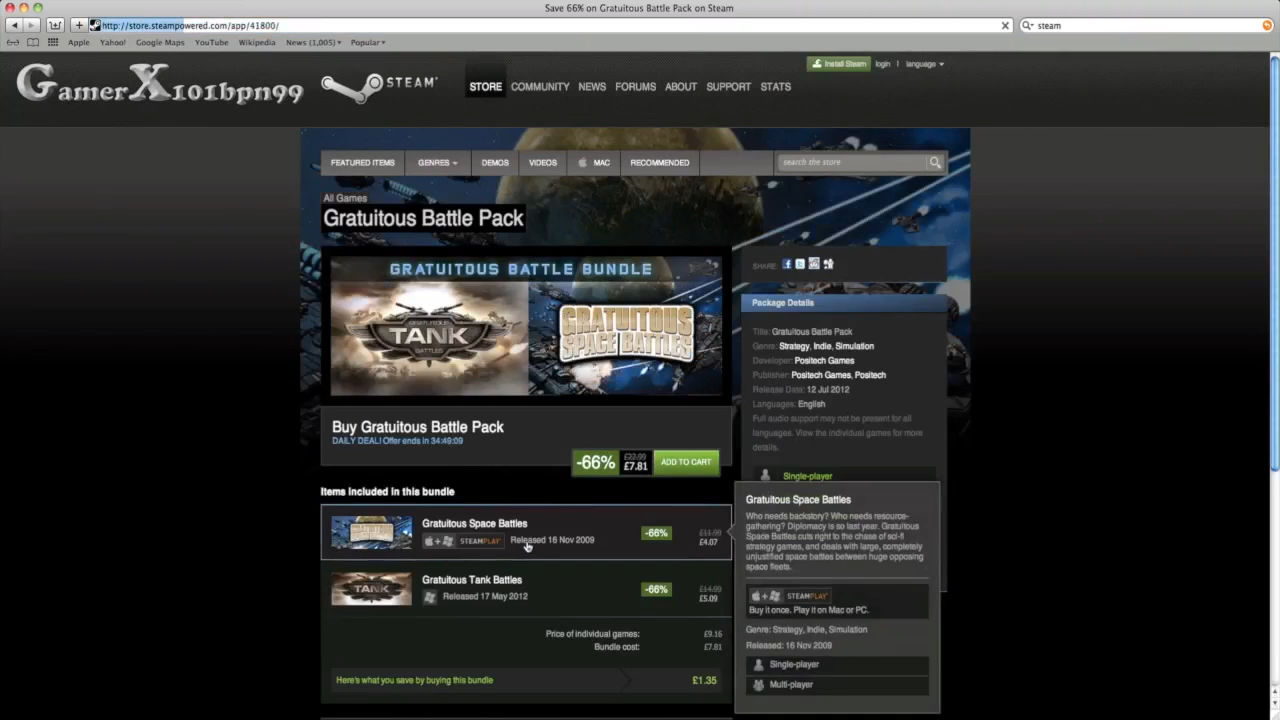 Save 66% on Gratuitous Battle Pack on Steam
http://store.steampowered.com/app/41800/
steam
Apple Yahoo! Google Maps YouTube Wikipedia News (1,005) Popular
GamerX101bpn99
STEAM
STORE COMMUNITY NEWS FORUMS ABOUT SUPPORT STATS
Install Steam login | language
FEATURED ITEMS GENRES DEMOS VIDEOS MAC RECOMMENDED
search the store
All Games
Gratuitous Battle Pack
GRATUITOUS BATTLE BUNDLE
GRATUITOUS
TANK
BATTLES
GRATUITOUS
SPACE BATTLES
SHARE:
Package Details
Title: Gratuitous Battle Pack
Genre: Strategy, Indie, Simulation
Developer: Positech Games
Publisher: Positech Games, Positech
Release Date: 12 Jul 2012
Languages: English
Full audio support may not be present for all
languages. View the individual games for more
details.
Single-player
Buy Gratuitous Battle Pack
DAILY DEAL! Offer ends in 34:49:09
-66% £22.99 £7.81 ADD TO CART
Items included in this bundle
Gratuitous Space Battles
STEAMPLAY Released 16 Nov 2009
-66% £11.99 £4.07
Gratuitous Tank Battles
Released 17 May 2012
-66% £14.99 £5.09
Price of individual games: £9.16
Bundle cost: £7.81
Here's what you save by buying this bundle £1.35
Gratuitous Space Battles
Who needs backstory? Who needs resource-
gathering? Diplomacy is so last year. Gratuitous
Space Battles cuts right to the chase of sci-fi
strategy games, and deals with large, completely
unjustified space battles between huge opposing
space fleets.
STEAMPLAY
Buy it once. Play it on Mac or PC.
Genre: Strategy, Indie, Simulation
Released: 16 Nov 2009
Single-player
Multi-player